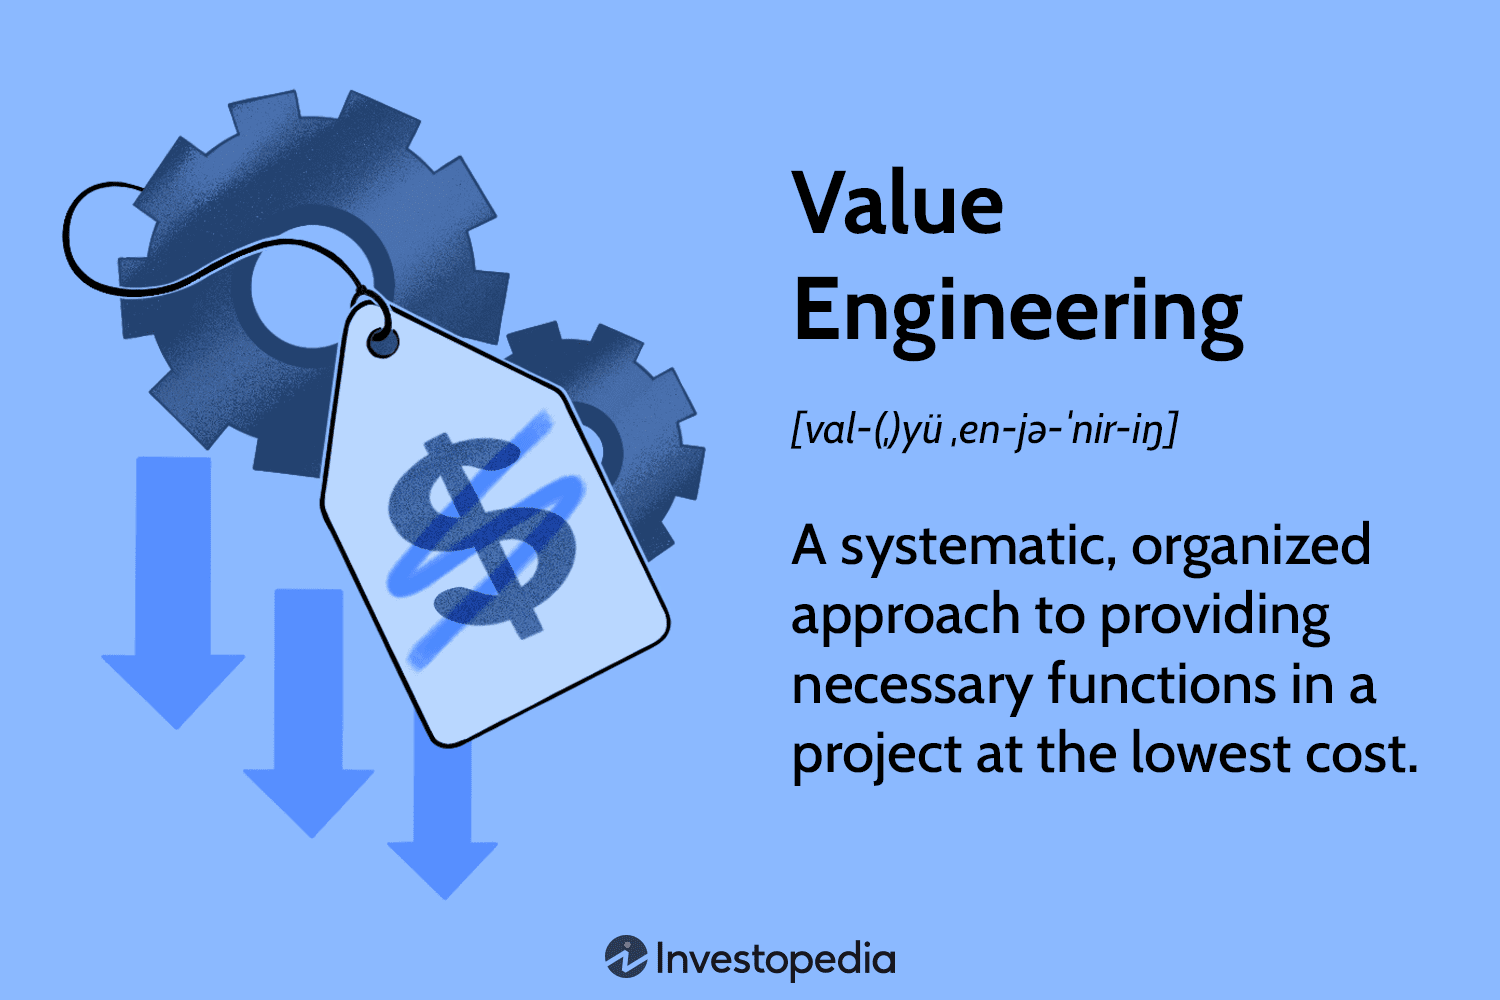 Value
Engineering
[val-(ˌ)yü ˌen-jə-ˈnir-iŋ]
A systematic, organized
approach to providing
necessary functions in a
project at the lowest cost.
$
Investopedia